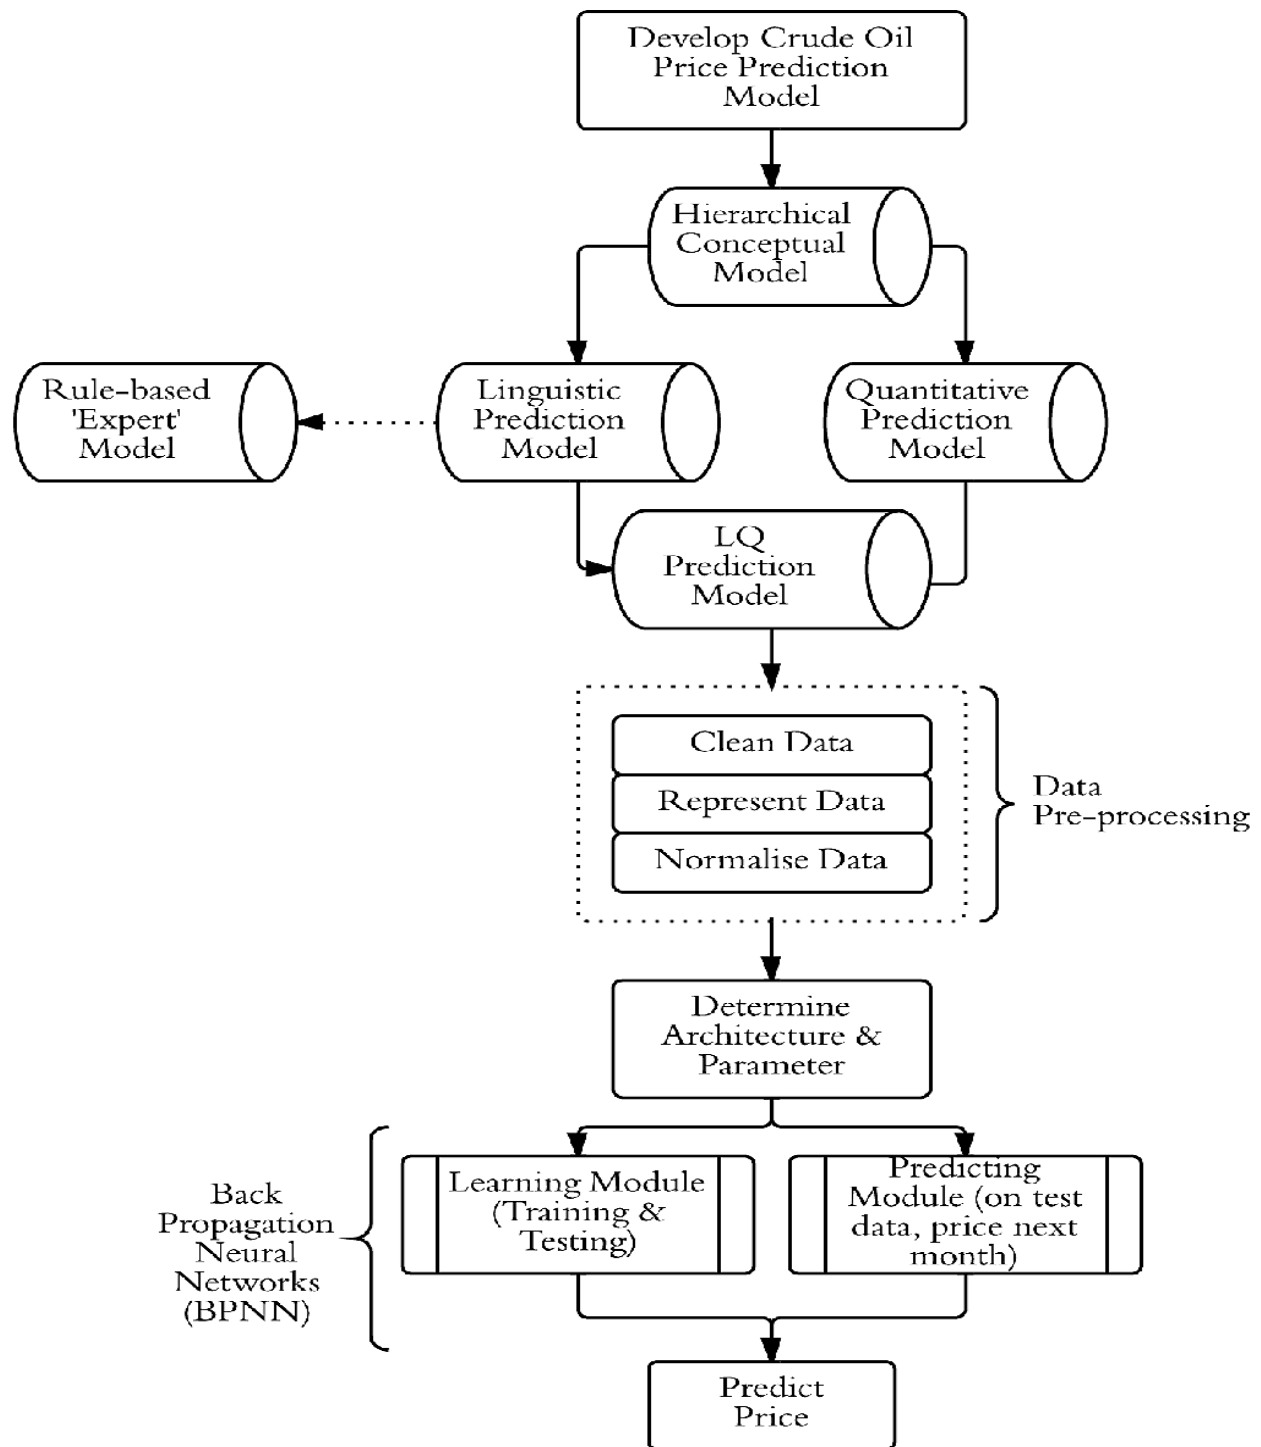 Develop Crude Oil
Price Prediction
Model
Hierarchical
Conceptual
Model
Rule-based
'Expert'
Model
Linguistic
Prediction
Model
Quantitative
Prediction
Model
LQ
Prediction
Model
Clean Data
Represent Data
Normalise Data
Data
Pre-processing
Determine
Architecture &
Parameter
Back
Propagation
Neural
Networks
(BPNN)
Learning Module
(Training &
Testing)
Predicting
Module (on test
data, price next
month)
Predict
Price